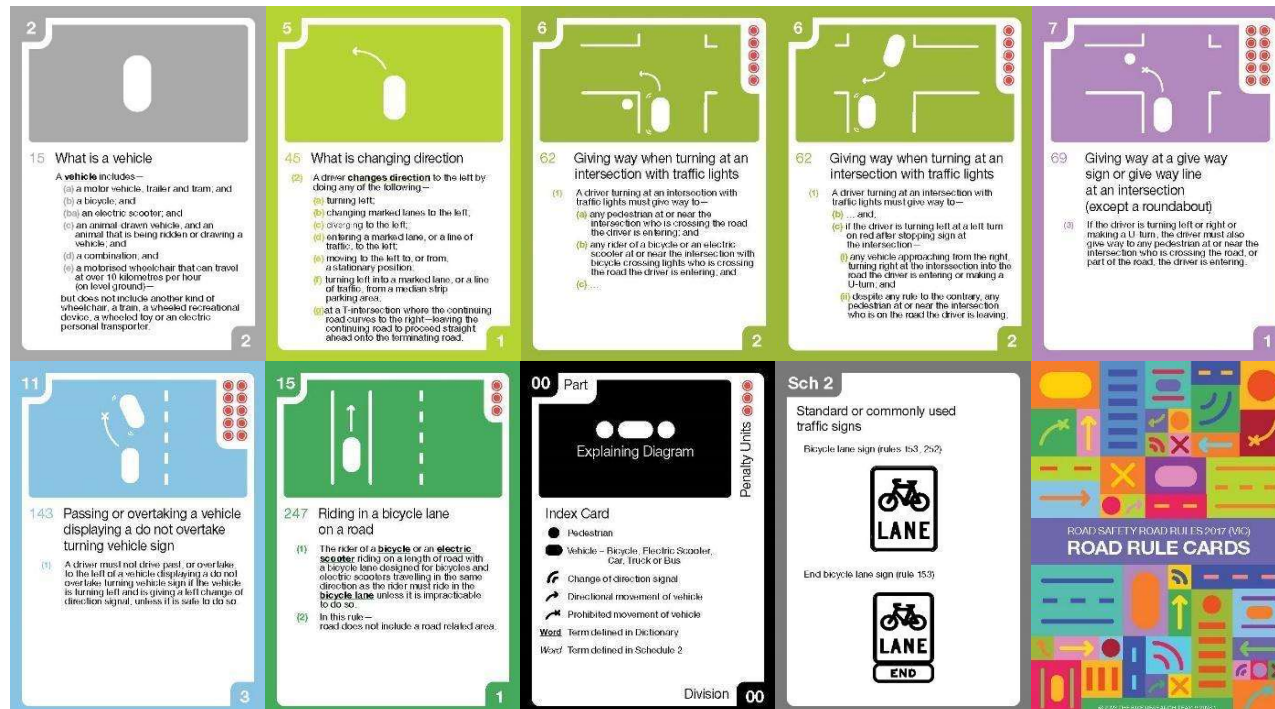 2
15 What is a vehicle
A vehicle includes—
(a) a motor vehicle, trailer and tram; and
(b) a bicycle; and
(ba) an electric scooter; and
(c) an animal-drawn vehicle, and an
animal that is being ridden or drawing a
vehicle; and
(d) a combination; and
(e) a motorised wheelchair that can travel
at over 10 kilometres per hour
(on level ground)—
but does not include another kind of
wheelchair, a train, a wheeled recreational
device, a wheeled toy or an electric
personal transporter.
2
5
45 What is changing direction
(2) A driver changes direction to the left by
doing any of the following—
(a) turning left;
(b) changing marked lanes to the left;
(c) diverging to the left;
(d) entering a marked lane, or a line of
traffic, to the left;
(e) moving to the left to, or from,
a stationary position;
(f) turning left into a marked lane, or a line
of traffic, from a median strip
parking area;
(g) at a T-intersection where the continuing
road curves to the right—leaving the
continuing road to proceed straight
ahead onto the terminating road.
1
6
62 Giving way when turning at an
intersection with traffic lights
(1) A driver turning at an intersection with
traffic lights must give way to—
(a) any pedestrian at or near the
intersection who is crossing the road
the driver is entering; and
(b) any rider of a bicycle or an electric
scooter at or near the intersection with
bicycle crossing lights who is crossing
the road the driver is entering; and
(c) ...
2
6
62 Giving way when turning at an
intersection with traffic lights
(1) A driver turning at an intersection with
traffic lights must give way to—
(b) ... and;
(c) if the driver is turning left at a left turn
on red after stopping sign at
the intersection—
(i) any vehicle approaching from the right,
turning right at the interssection into the
road the driver is entering or making a
U-turn; and
(ii) despite any rule to the contrary, any
pedestrian at or near the intersection
who is on the road the driver is leaving.
2
7
69 Giving way at a give way
sign or give way line
at an intersection
(except a roundabout)
(3) If the driver is turning left or right or
making a U-turn, the driver must also
give way to any pedestrian at or near the
intersection who is crossing the road, or
part of the road, the driver is entering.
1
11
143 Passing or overtaking a vehicle
displaying a do not overtake
turning vehicle sign
(1) A driver must not drive past, or overtake,
to the left of a vehicle displaying a do not
overtake turning vehicle sign if the vehicle
is turning left and is giving a left change of
direction signal, unless it is safe to do so.
3
15
247 Riding in a bicycle lane
on a road
(1) The rider of a bicycle or an electric
scooter riding on a length of road with
a bicycle lane designed for bicycles and
electric scooters travelling in the same
direction as the rider must ride in the
bicycle lane unless it is impracticable
to do so.
(2) In this rule—
road does not include a road related area.
1
00 Part
Explaining Diagram
Penalty Units
Index Card
Pedestrian
Vehicle – Bicycle, Electric Scooter,
Car, Truck or Bus
Change of direction signal
Directional movement of vehicle
Prohibited movement of vehicle
Word Term defined in Dictionary
Word Term defined in Schedule 2
Division 00
Sch 2
Standard or commonly used
traffic signs
Bicycle lane sign (rules 153, 252)
LANE
End bicycle lane sign (rule 153)
LANE
END
ROAD SAFETY ROAD RULES 2017 (VIC)
ROAD RULE CARDS